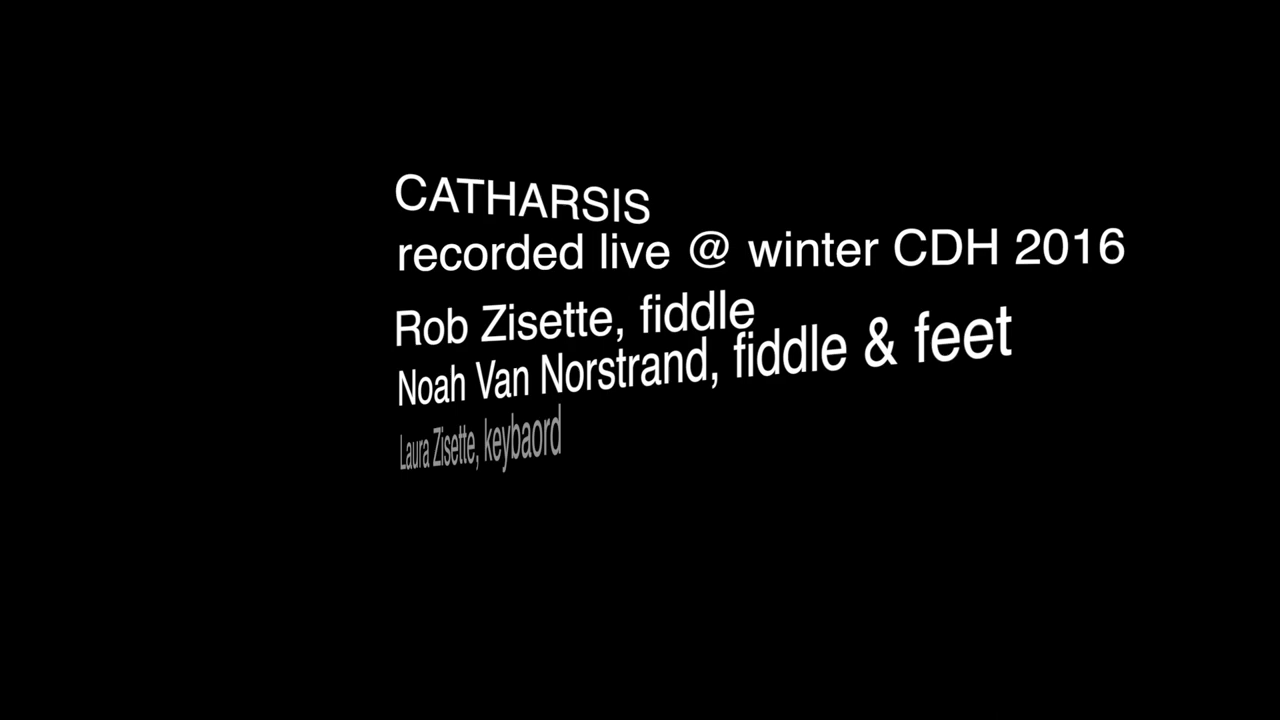 CATHARSIS
recorded live @ winter CDH 2016
Rob Zisette, fiddle
Noah Van Norstrand, fiddle & feet
Laura Zisette, keybaord